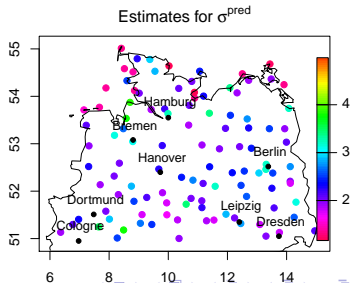 Estimates for σ^pred
55
54
53
52
51
Hamburg
Bremen
Hanover
Berlin
Dortmund
Leipzig
Cologne
Dresden
4
3
2
6 8 10 12 14